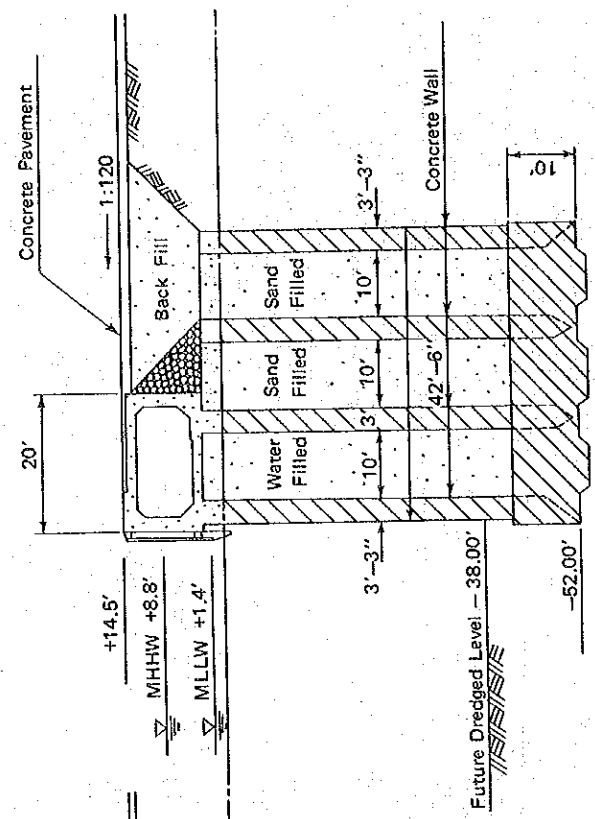 Concrete Pavement
1:120
20'
Back Fill
+14.5'
MHHW +8.8'
MLLW +1.4'
Water
Filled
Sand
Filled
Sand
Filled
10'
3'
10'
10'
3'–3"
3'–3"
42'–6"
Concrete Wall
10'
Future Dredged Level – 38.00'
–52.00'